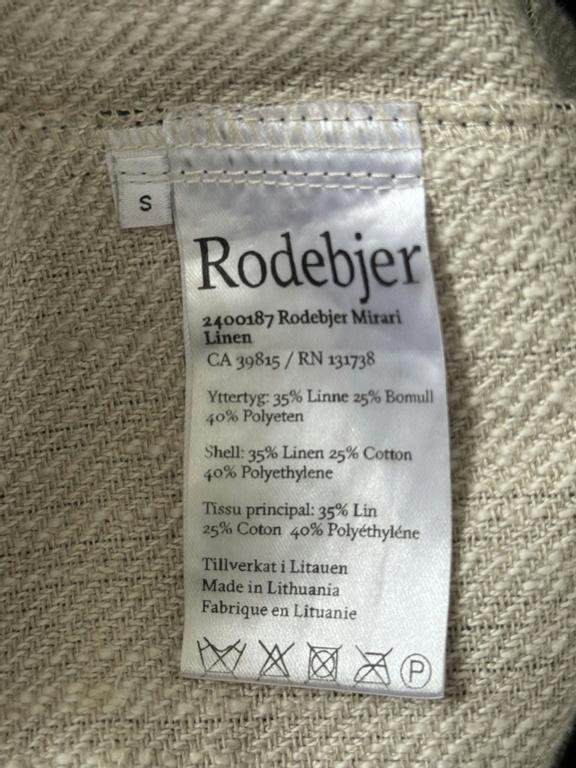 S
Rodebjer
2400187 Rodebjer Mirari
Linen
CA 39815 / RN 131738
Yttertyg: 35% Linne 25% Bomull
40% Polyeten
Shell: 35% Linen 25% Cotton
40% Polyethylene
Tissu principal: 35% Lin
25% Coton 40% Polyéthyléne
Tillverkat i Litauen
Made in Lithuania
Fabrique en Lituanie
P